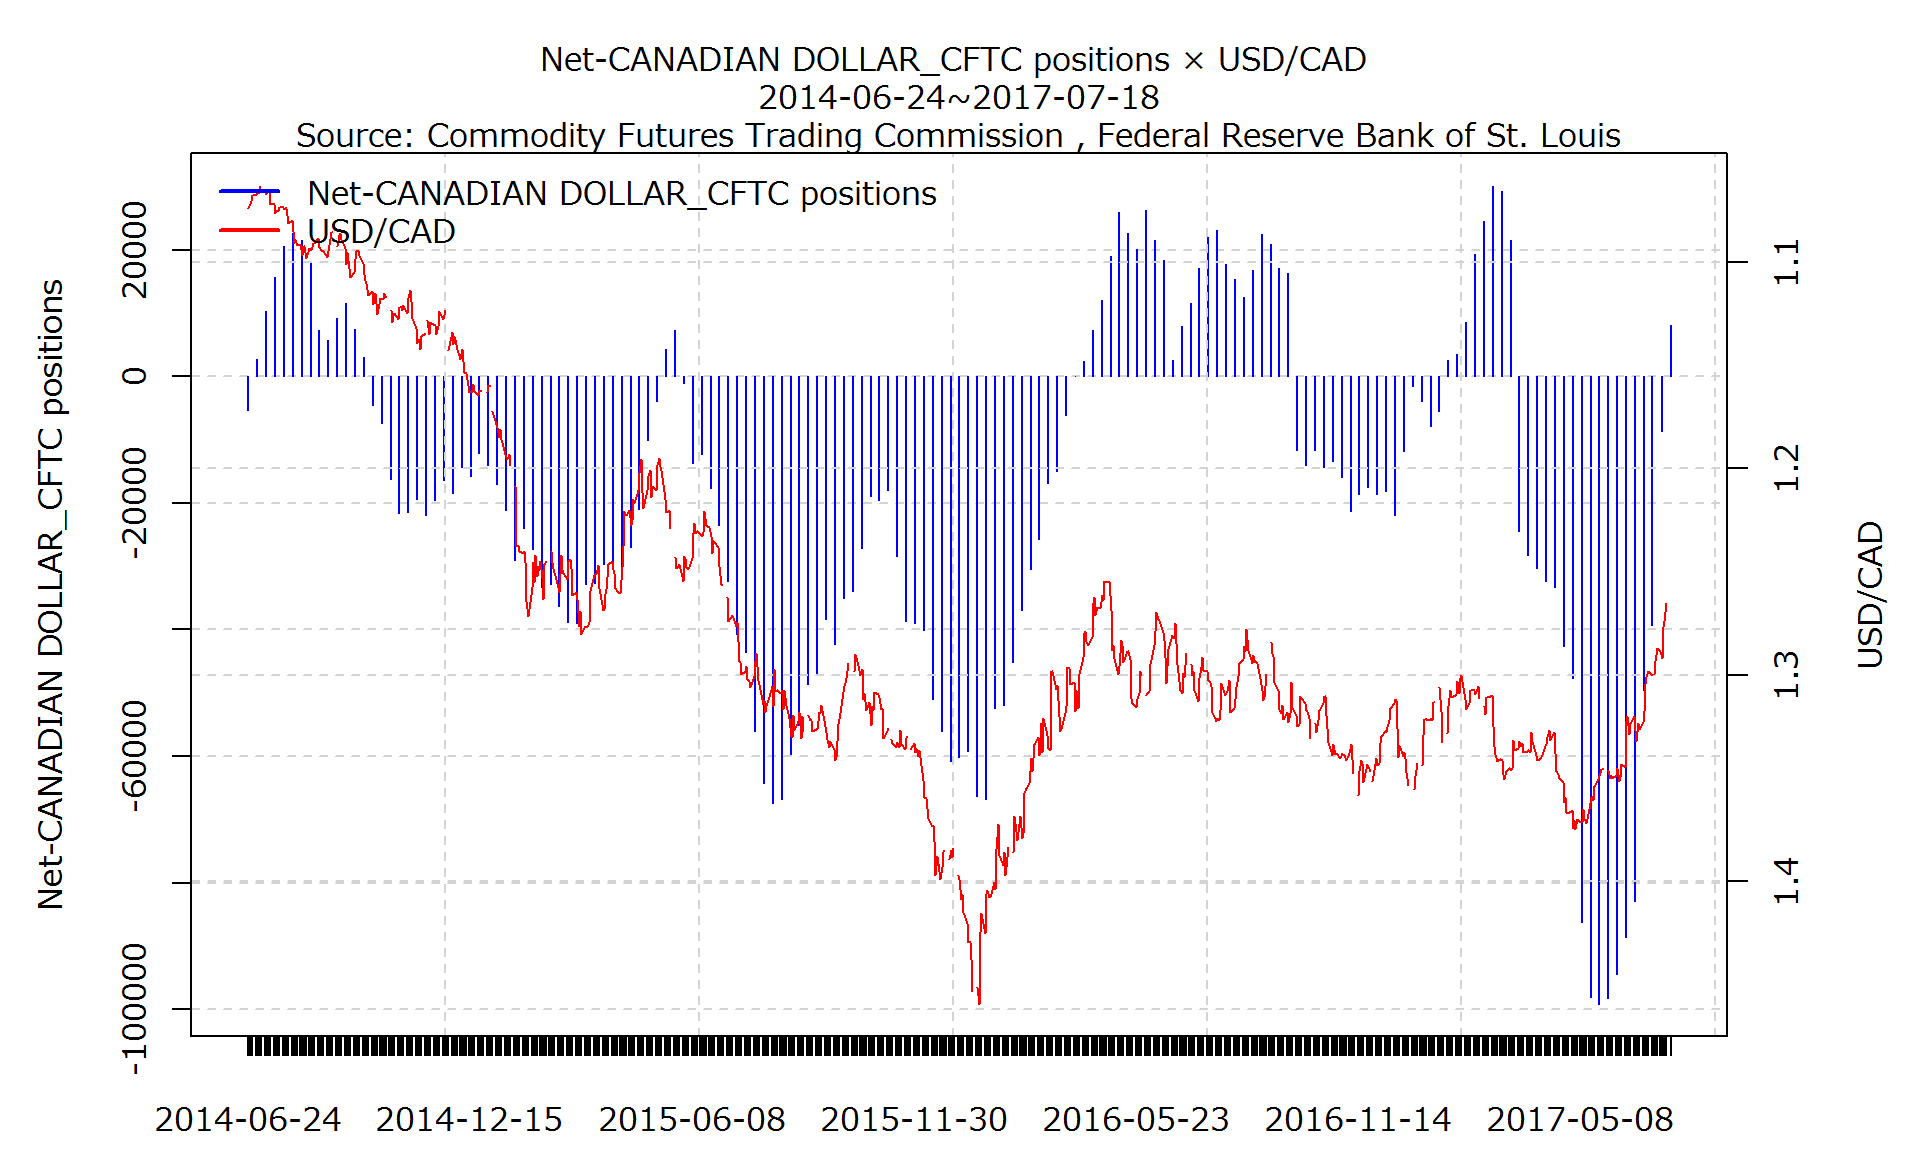 Net-CANADIAN DOLLAR_CFTC positions × USD/CAD
2014-06-24~2017-07-18
Source: Commodity Futures Trading Commission , Federal Reserve Bank of St. Louis
Net-CANADIAN DOLLAR_CFTC positions
USD/CAD
Net-CANADIAN DOLLAR_CFTC positions
20000
0
-20000
-60000
-100000
1.1
1.2
1.3
1.4
USD/CAD
2014-06-24 2014-12-15 2015-06-08 2015-11-30 2016-05-23 2016-11-14 2017-05-08